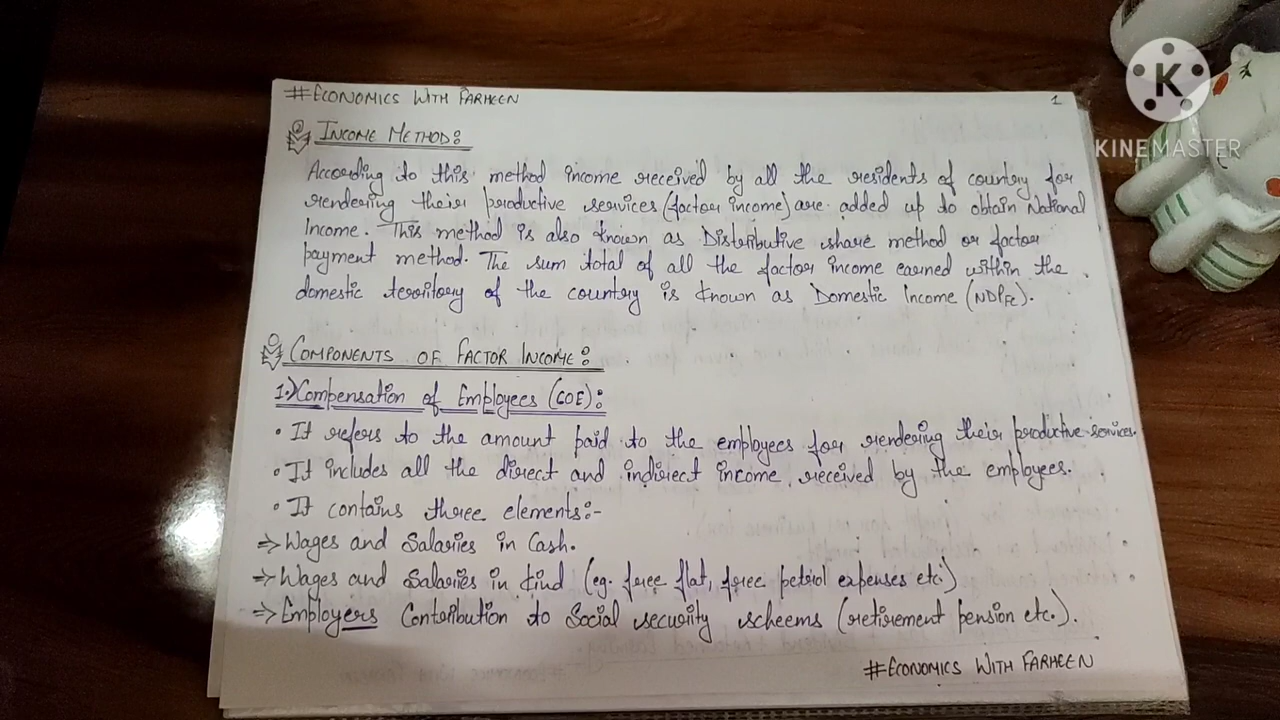 #ECONOMICS WITH FARHEEN
1
INCOME METHOD:
According to this method income received by all the residents of country for
rendering their productive services (factor income) are added up to obtain National
Income. This method is also known as Distributive share method or factor
payment method. The sum total of all the factor income earned within the
domestic territory of the country is known as Domestic Income (NDPFC).
COMPONENTS OF FACTOR INCOME:
1.) Compensation of Employees (COE):
• It refers to the amount paid to the employees for rendering their productive services.
• It includes all the direct and indirect income received by the employees.
• It contains three elements:-
⇒ Wages and Salaries in Cash.
⇒ Wages and Salaries in kind (eg. free flat, free petrol expenses etc.)
⇒ Employers Contribution to Social security scheems (retirement pension etc.).
#ECONOMICS WITH FARHEEN
K
KINEMASTER